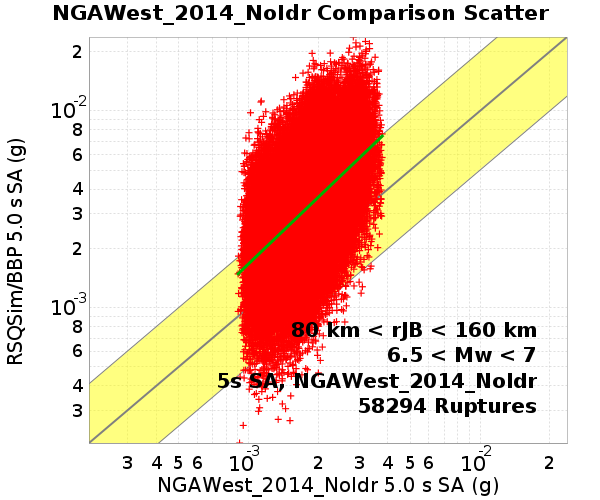 NGAWest_2014_NoIdr Comparison Scatter
RSQSim/BBP 5.0 s SA (g)
2
10-2
8
6
4
3
2
10-3
8
6
4
3
80 km < rJB < 160 km
6.5 < Mw < 7
5s SA, NGAWest_2014_NoIdr
58294 Ruptures
3 4 5 6 10-3 2 3 4 5 6 10-2 2
NGAWest_2014_NoIdr 5.0 s SA (g)